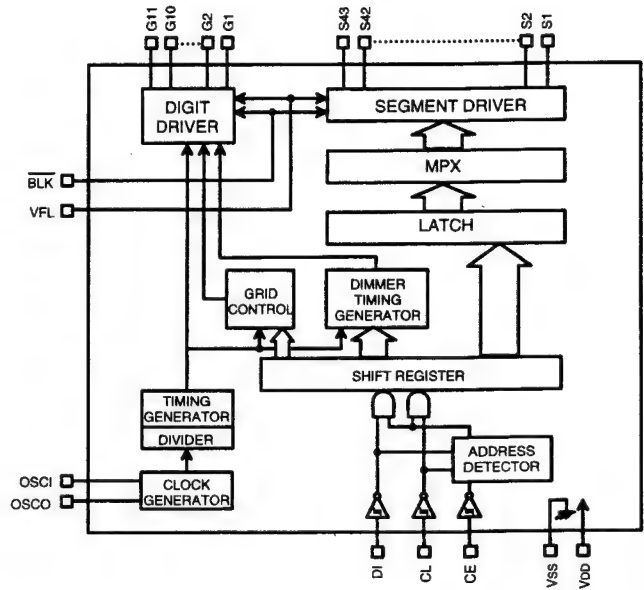 G11
G10
G2
G1
S43
S42
S2
S1
DIGIT
DRIVER
SEGMENT DRIVER
MPX
BLK
VFL
LATCH
GRID
CONTROL
DIMMER
TIMING
GENERATOR
SHIFT REGISTER
TIMING
GENERATOR
DIVIDER
ADDRESS
DETECTOR
OSCI
OSCO
CLOCK
GENERATOR
DI
CL
CE
VSS
VDD